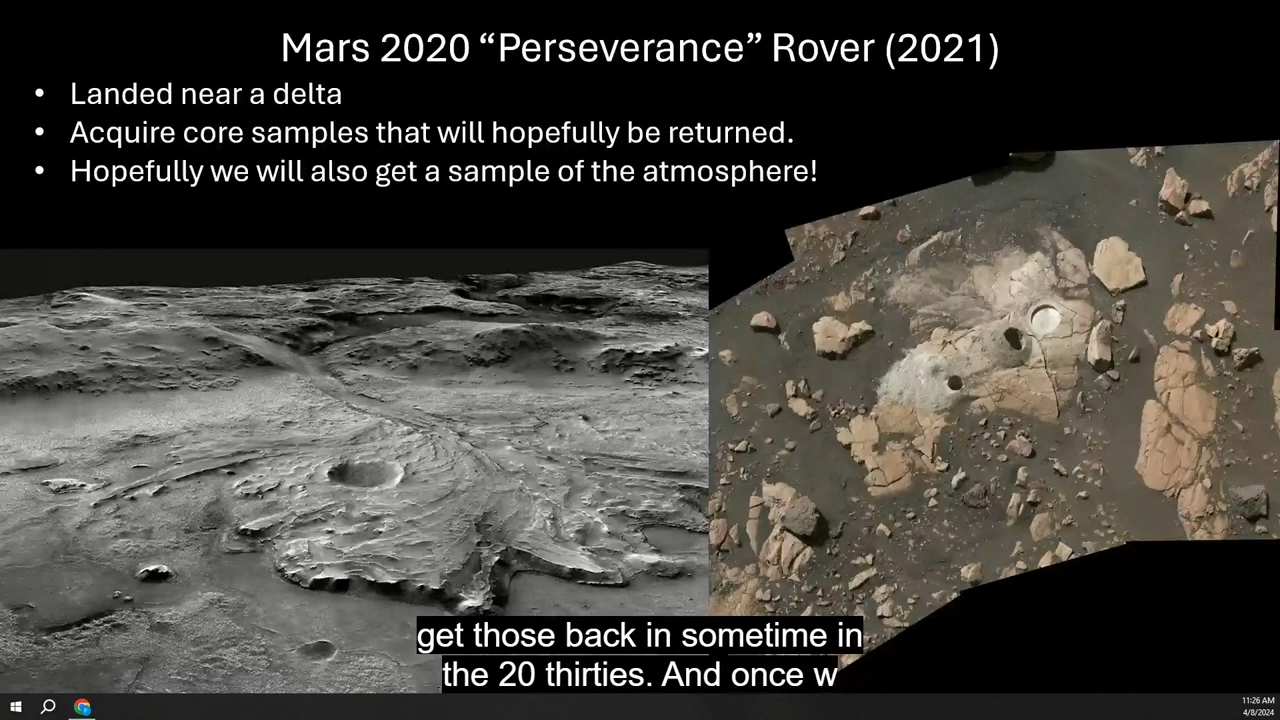 Mars 2020 “Perseverance” Rover (2021)
• Landed near a delta
• Acquire core samples that will hopefully be returned.
• Hopefully we will also get a sample of the atmosphere!
get those back in sometime in
the 20 thirties. And once w
11:26 AM
4/8/2024